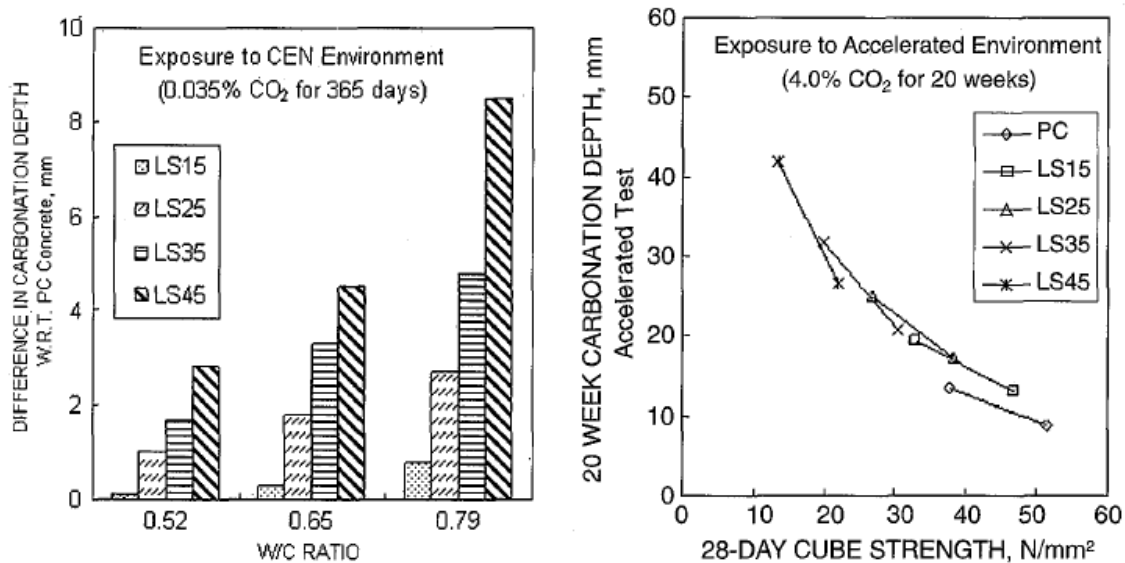 Exposure to CEN Environment
(0.035% CO₂ for 365 days)
DIFFERENCE IN CARBONATION DEPTH
W.R.T. PC Concrete, mm
10
8
6
4
2
0
LS15
LS25
LS35
LS45
0.52 0.65 0.79
W/C RATIO
Exposure to Accelerated Environment
(4.0% CO₂ for 20 weeks)
20 WEEK CARBONATION DEPTH, mm
Accelerated Test
60
50
40
30
20
10
0
PC
LS15
LS25
LS35
LS45
0 10 20 30 40 50 60
28-DAY CUBE STRENGTH, N/mm²